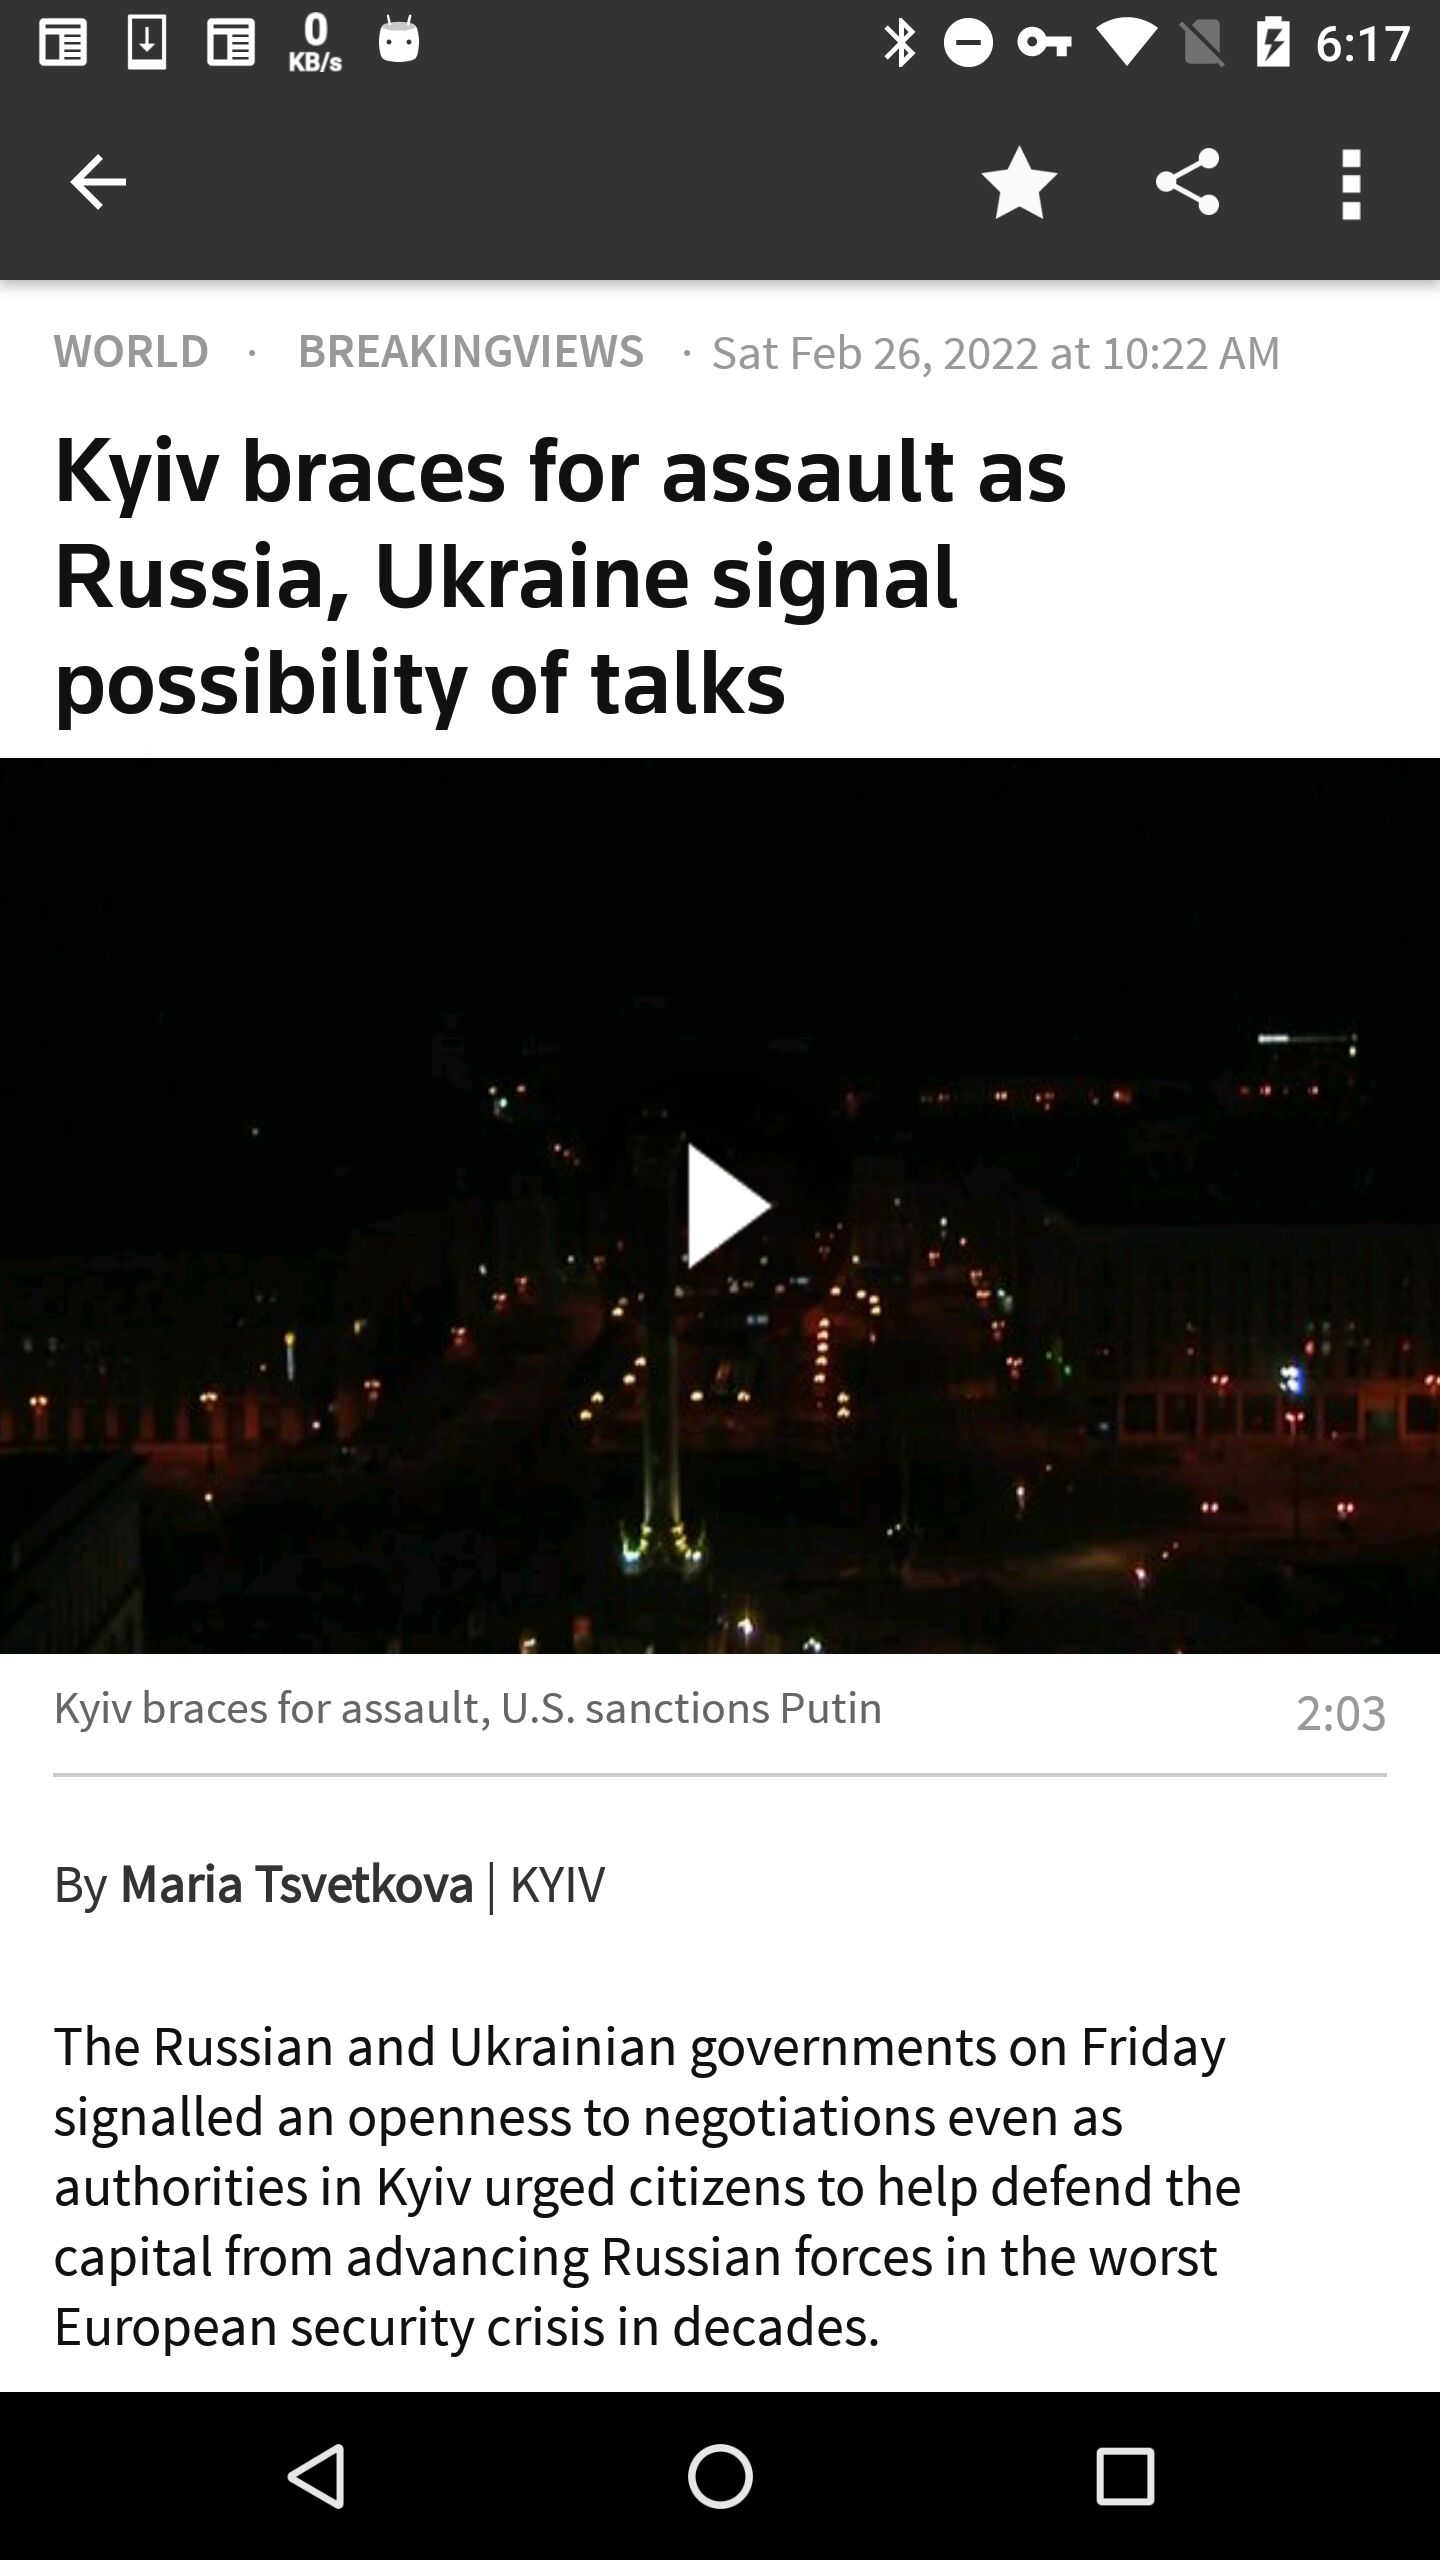 0
KB/s
6:17
WORLD · BREAKINGVIEWS · Sat Feb 26, 2022 at 10:22 AM
Kyiv braces for assault as
Russia, Ukraine signal
possibility of talks
Kyiv braces for assault, U.S. sanctions Putin 2:03
By Maria Tsvetkova | KYIV
The Russian and Ukrainian governments on Friday
signalled an openness to negotiations even as
authorities in Kyiv urged citizens to help defend the
capital from advancing Russian forces in the worst
European security crisis in decades.